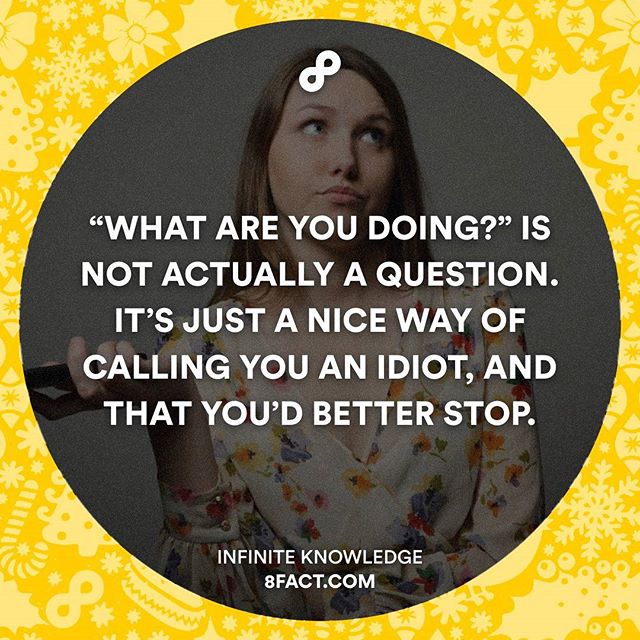 “WHAT ARE YOU DOING?” IS
NOT ACTUALLY A QUESTION.
IT’S JUST A NICE WAY OF
CALLING YOU AN IDIOT, AND
THAT YOU’D BETTER STOP.
INFINITE KNOWLEDGE
8FACT.COM